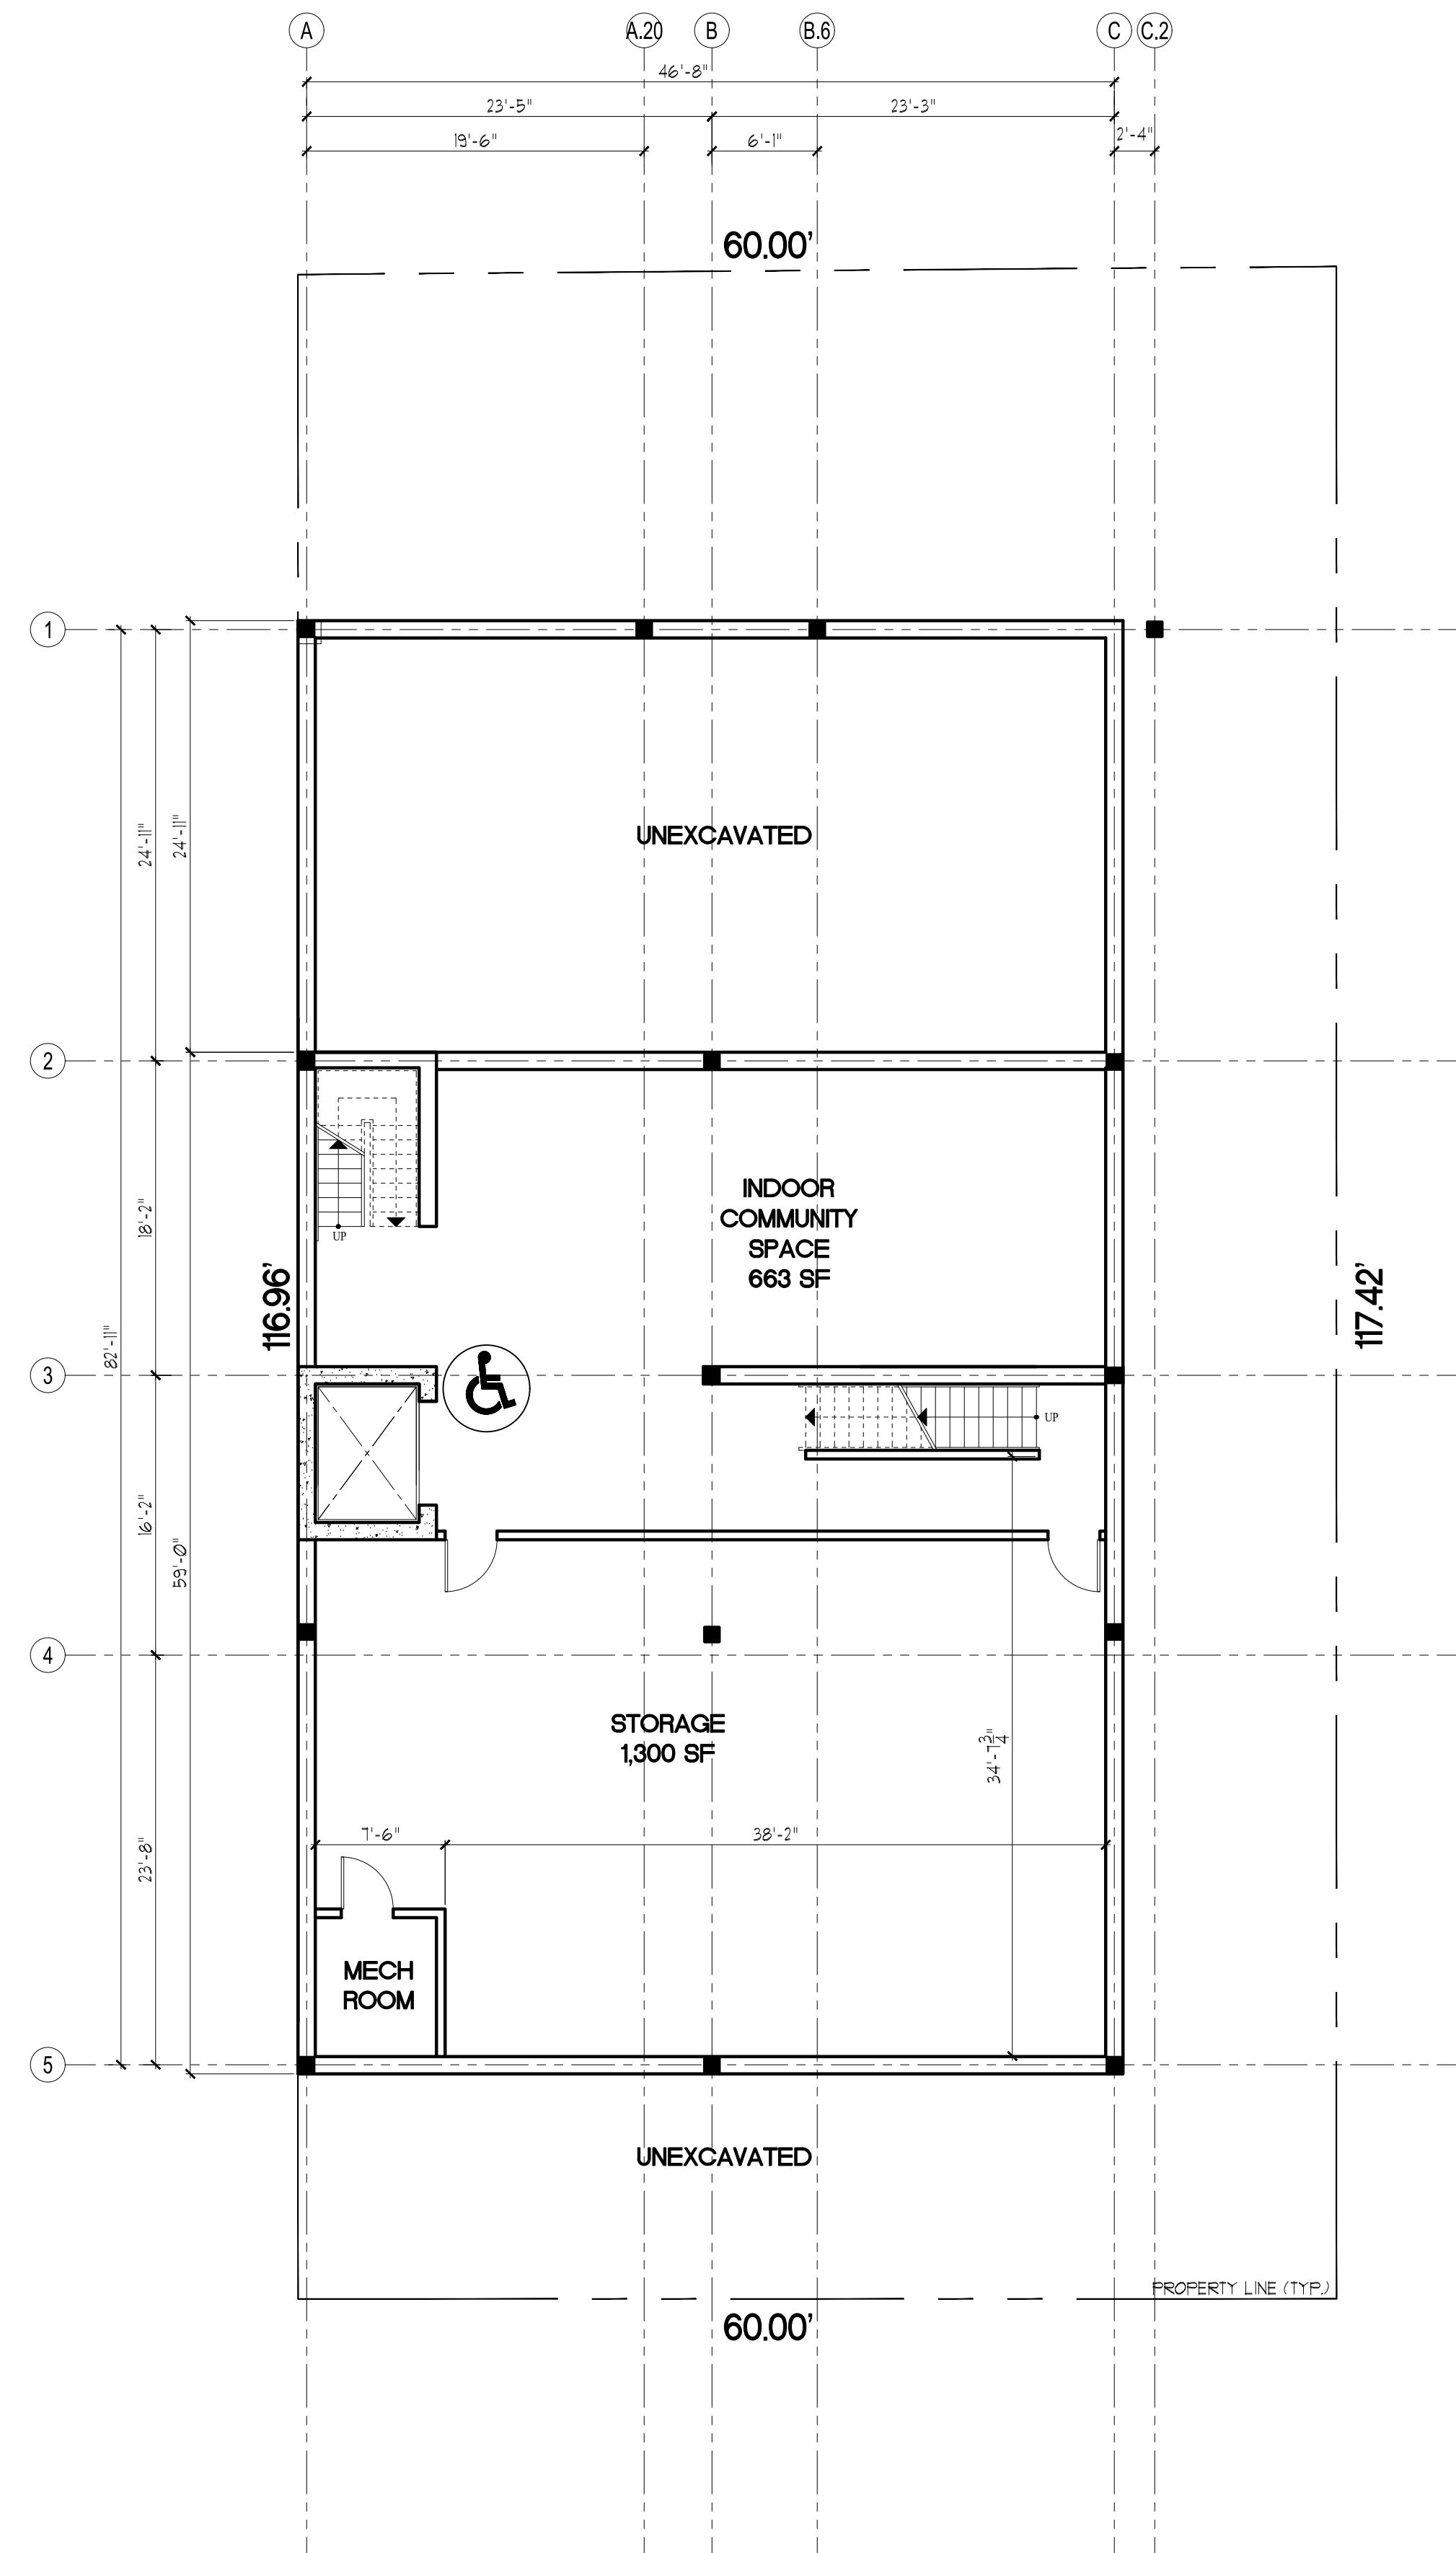 A A.20 B B.6 C C.2
46'-8"
23'-5" 23'-3"
19'-6" 6'-1" 2'-4"
60.00'
1
24'-11" 24'-11"
UNEXCAVATED
2
INDOOR
COMMUNITY
SPACE
663 SF
18'-2"
UP
116.96'
117.42'
82'-11"
3
UP
x
16'-2"
59'-0"
4
STORAGE
1,300 SF
34'-7 3/4"
7'-6" 38'-2"
23'-8"
MECH
ROOM
5
UNEXCAVATED
PROPERTY LINE (TYP.)
60.00'